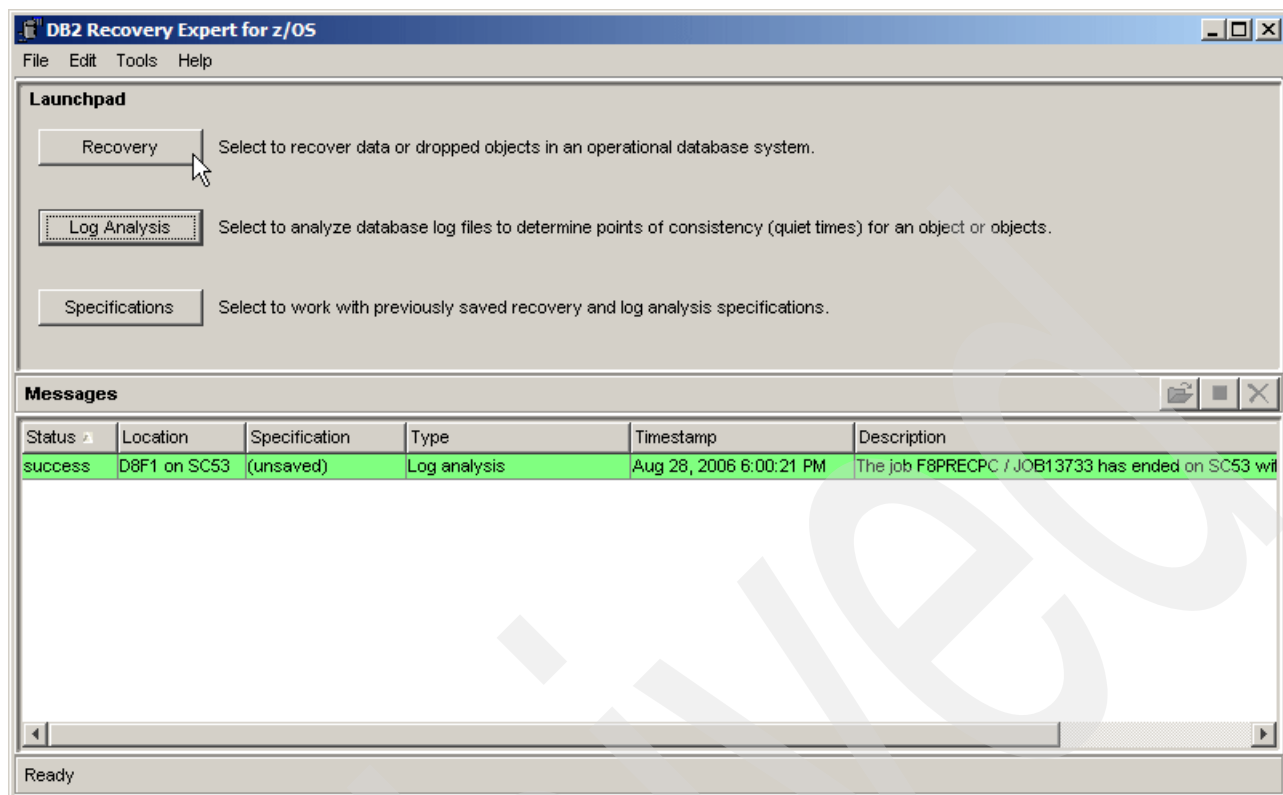 DB2 Recovery Expert for z/OS
File Edit Tools Help
Launchpad
Recovery Select to recover data or dropped objects in an operational database system.
Log Analysis Select to analyze database log files to determine points of consistency (quiet times) for an object or objects.
Specifications Select to work with previously saved recovery and log analysis specifications.
Messages
Status Location Specification Type Timestamp Description
success D8F1 on SC53 (unsaved) Log analysis Aug 28, 2006 6:00:21 PM The job F8PRECPC / JOB13733 has ended on SC53
Ready